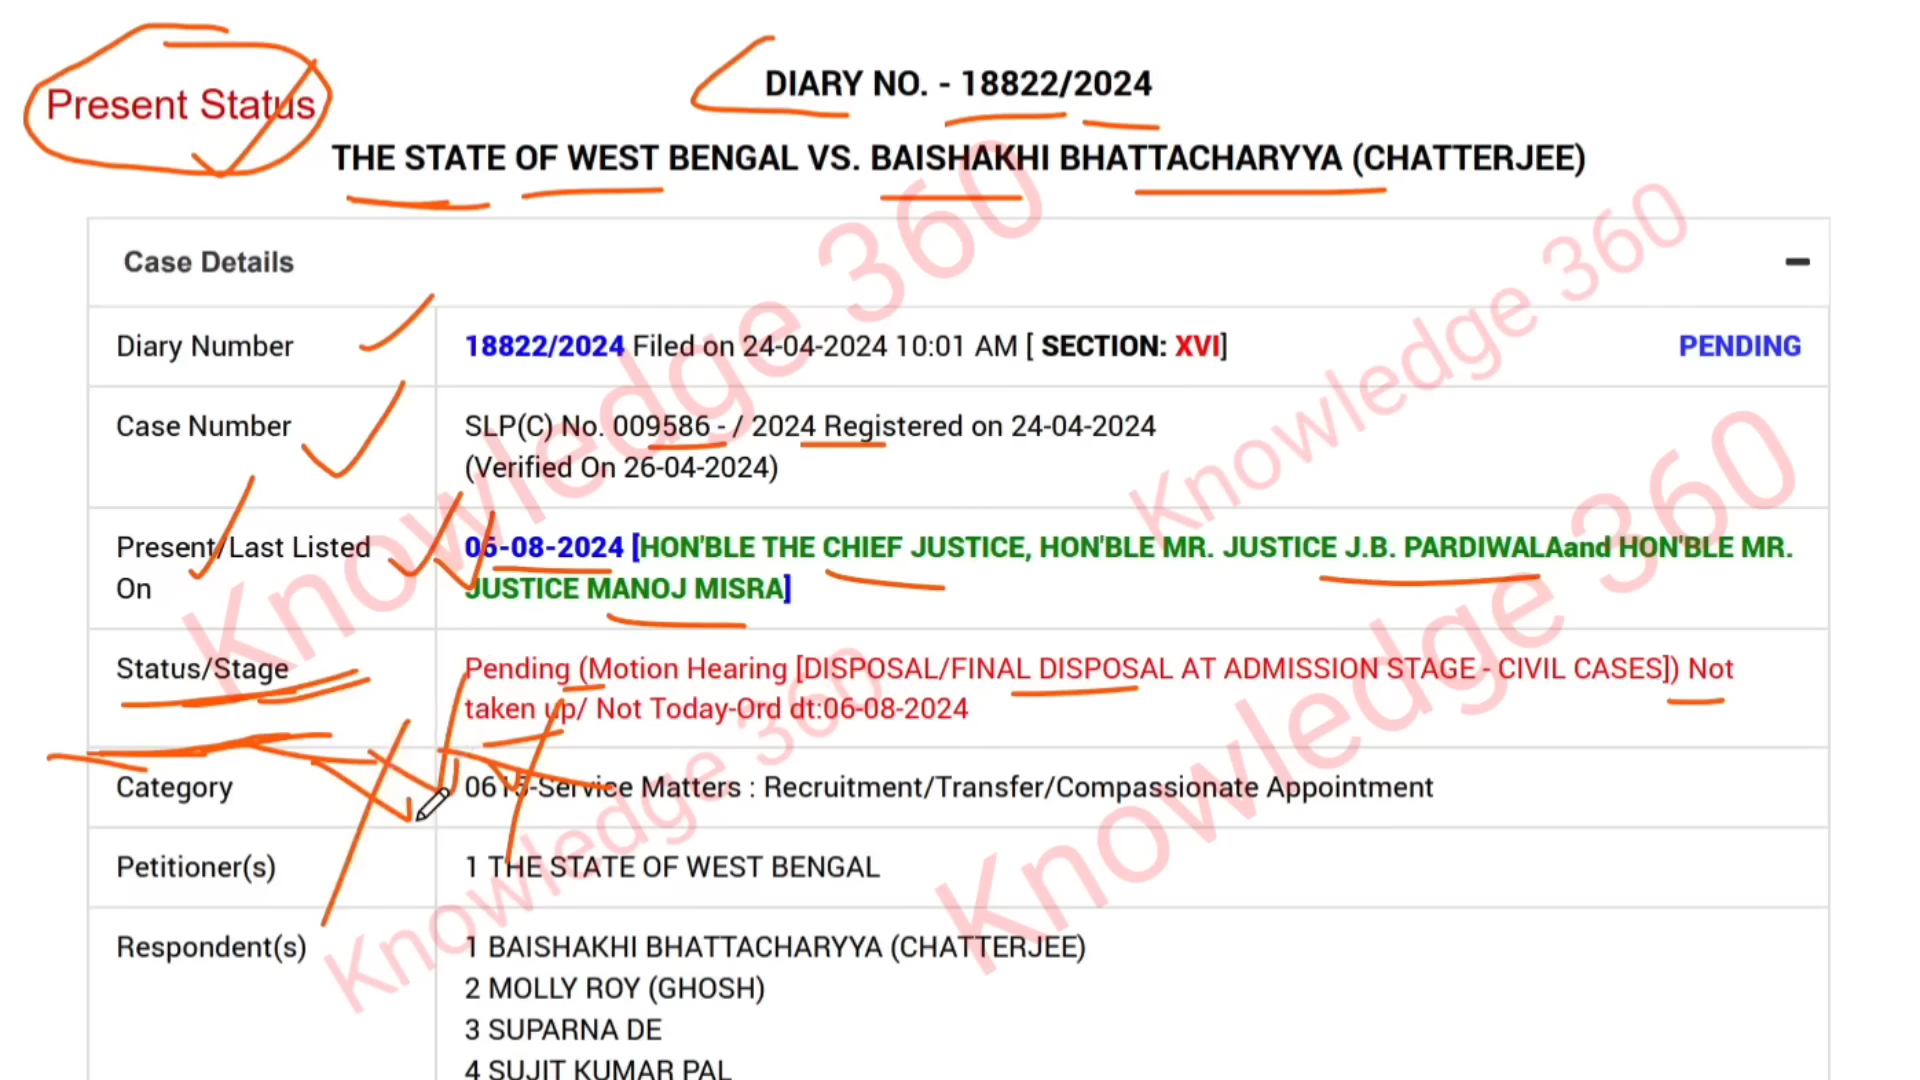 Present Status
DIARY NO. - 18822/2024
THE STATE OF WEST BENGAL VS. BAISHAKHI BHATTACHARYYA (CHATTERJEE)
Case Details
Diary Number
18822/2024 Filed on 24-04-2024 10:01 AM [ SECTION: XVI]
PENDING
Case Number
SLP(C) No. 009586 - / 2024 Registered on 24-04-2024
(Verified On 26-04-2024)
Present/Last Listed
On
06-08-2024 [HON'BLE THE CHIEF JUSTICE, HON'BLE MR. JUSTICE J.B. PARDIWALAand HON'BLE MR.
JUSTICE MANOJ MISRA]
Status/Stage
Pending (Motion Hearing [DISPOSAL/FINAL DISPOSAL AT ADMISSION STAGE - CIVIL CASES]) Not
taken up/ Not Today-Ord dt:06-08-2024
Category
0615-Service Matters : Recruitment/Transfer/Compassionate Appointment
Petitioner(s)
1 THE STATE OF WEST BENGAL
Respondent(s)
1 BAISHAKHI BHATTACHARYYA (CHATTERJEE)
2 MOLLY ROY (GHOSH)
3 SUPARNA DE
4 SUJIT KUMAR PAL
Knowledge 360
Knowledge 360
Knowledge 360
Knowledge 360